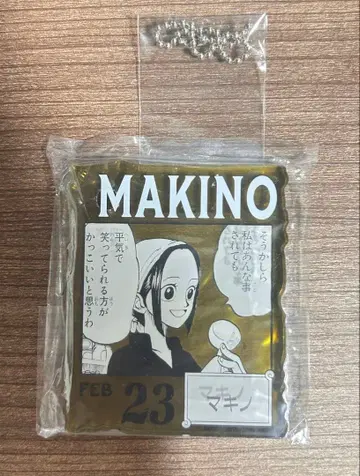 MAKINO
そうかしら
私はあんな事
されても
平気で
笑ってられる方が
かっこいいと思うわ
FEB 23
マキノ